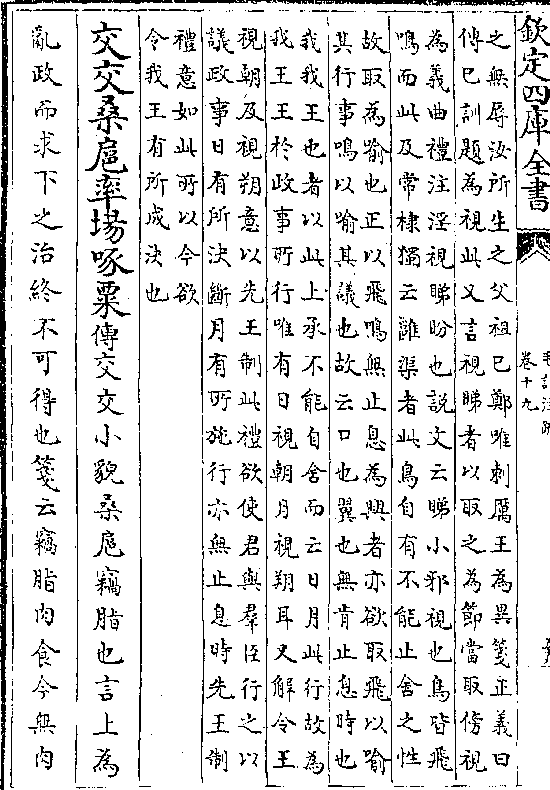 欽定四庫全書
卷十九
之無辱汝所生之父祖已鄭唯刺厲王為異箋正義曰
傳已訓題為視此又言視睇者以取之為節當取傍視
為義曲禮注淫視睇盼也説文云睇小邪視也鳥皆飛
鳴而此及常棣獨云雝渠者此鳥自有不能止舍之性
故取為喻也正以飛鳴無止息為興者亦欲取飛以喻
其行事鳴以喻其議也故云口也翼也無肯止息時也
我我王也者以此上承不能自舍而云日月此行故為
我王王於政事所行唯有日視朝月視朔耳又解令王
視朝及視朔意以先王制此禮欲使君與羣臣行之以
議政事日有所決斷月有所施行亦無止息時先王制
禮意如此所以今欲
令我王有所成決也
交交桑扈率場啄粟傳交交小貌桑扈竊脂也言上為
亂政而求下之治終不可得也箋云竊脂肉食今無肉